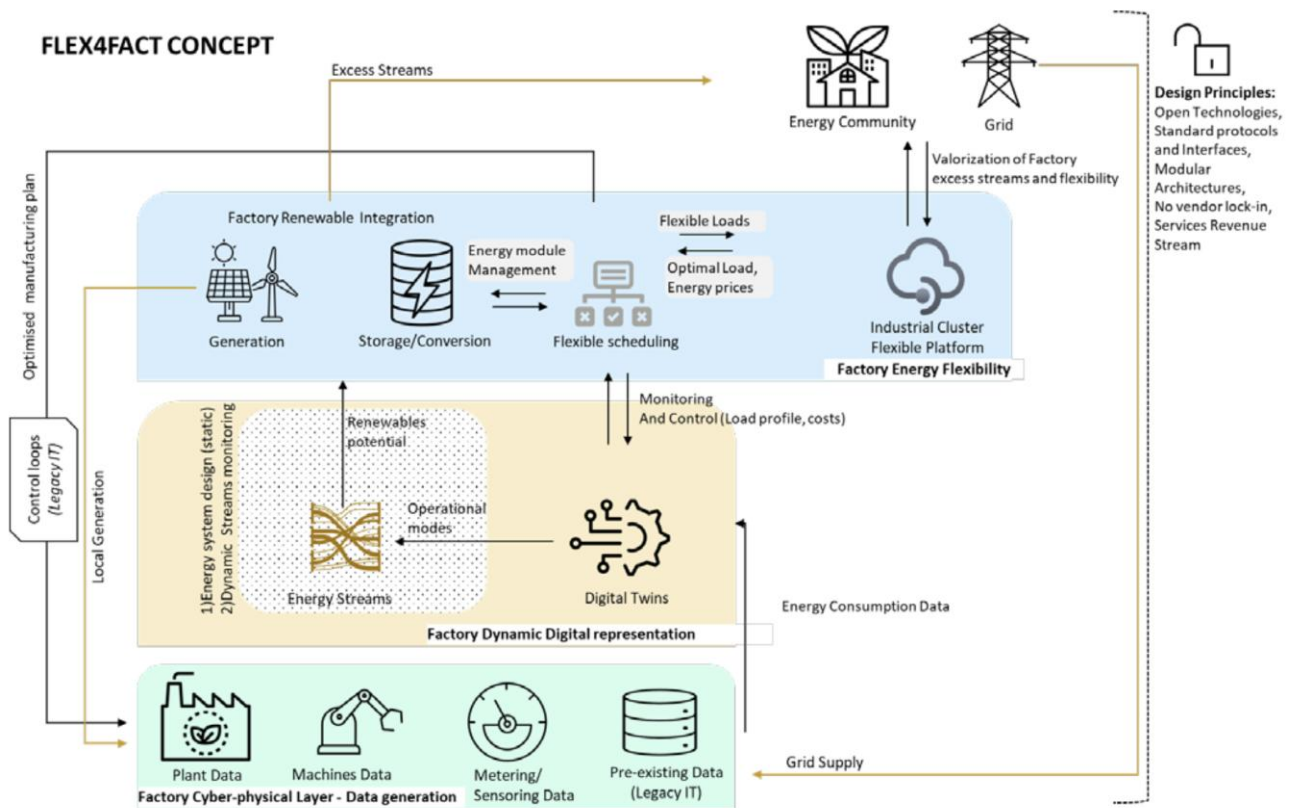 FLEX4FACT CONCEPT
Excess Streams
Energy Community
Grid
Design Principles:
Open Technologies,
Standard protocols
and Interfaces,
Modular
Architectures,
No vendor lock-in,
Services Revenue
Stream
Valorization of Factory
excess streams and flexibility
Optimised manufacturing plan
Factory Renewable Integration
Flexible Loads
Energy module
Management
Optimal Load,
Energy prices
Generation
Storage/Conversion
Flexible scheduling
Industrial Cluster
Flexible Platform
Factory Energy Flexibility
Control loops
(Legacy IT)
Local Generation
1)Energy system design (static)
2)Dynamic Streams monitoring
Renewables
potential
Monitoring
And Control (Load profile, costs)
Operational
modes
Energy Streams
Digital Twins
Factory Dynamic Digital representation
Energy Consumption Data
Plant Data
Machines Data
Metering/
Sensoring Data
Pre-existing Data
(Legacy IT)
Grid Supply
Factory Cyber-physical Layer - Data generation